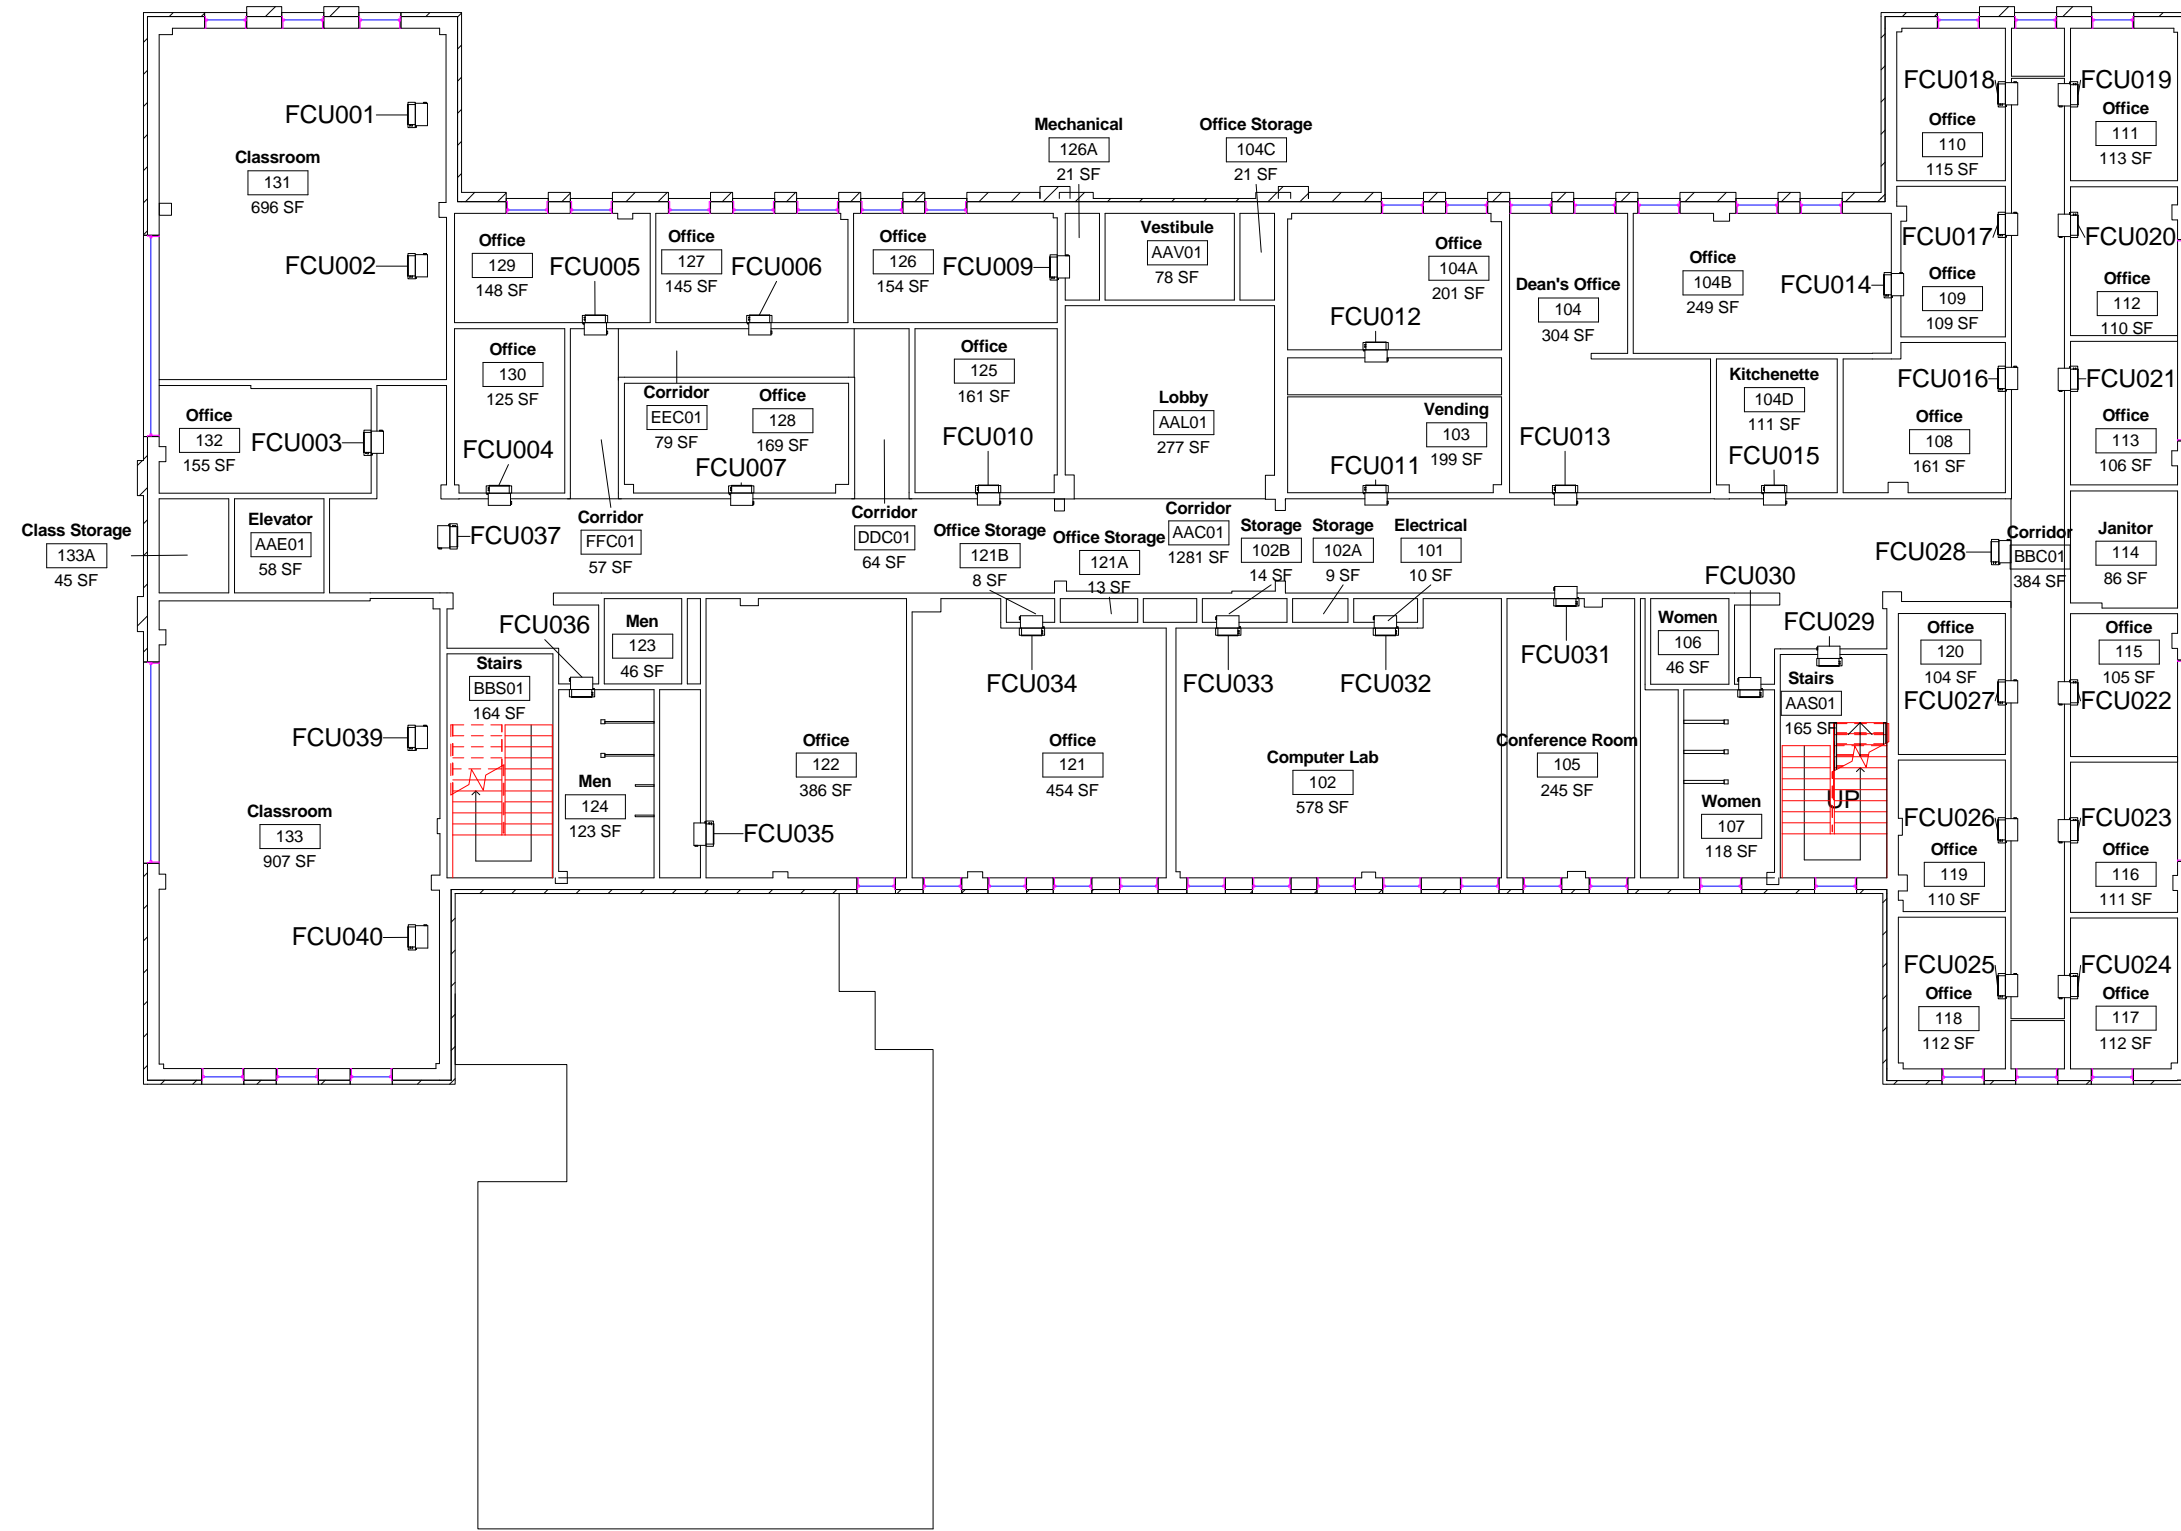 FCU018
FCU019
Office
110
115 SF
Office
111
113 SF
FCU001
Classroom
131
696 SF
FCU002
Mechanical
126A
21 SF
Office Storage
104C
21 SF
Office
129
148 SF
FCU005
Office
127
145 SF
FCU006
Office
126
154 SF
FCU009
Vestibule
AAV01
78 SF
Office
104A
201 SF
FCU012
Dean's Office
104
304 SF
Office
104B
249 SF
FCU014
FCU017
Office
109
109 SF
FCU020
Office
112
110 SF
Office
132
155 SF
FCU003
Office
130
125 SF
FCU004
Corridor
EEC01
79 SF
Office
128
169 SF
FCU007
Office
125
161 SF
FCU010
Lobby
AAL01
277 SF
Vending
103
199 SF
FCU011
FCU013
Kitchenette
104D
111 SF
FCU015
FCU016
Office
108
161 SF
FCU021
Office
113
106 SF
Class Storage
133A
45 SF
Elevator
AAE01
58 SF
FCU037
Corridor
FFC01
57 SF
Corridor
DDC01
64 SF
Office Storage
121B
8 SF
Office Storage
121A
13 SF
Corridor
AAC01
1281 SF
Storage
102B
14 SF
Storage
102A
9 SF
Electrical
101
10 SF
FCU028
Corridor
BBC01
384 SF
Janitor
114
86 SF
FCU030
FCU036
Men
123
46 SF
Stairs
BBS01
164 SF
FCU034
FCU033
FCU032
FCU031
Women
106
46 SF
FCU029
Stairs
AAS01
165 SF
UP
Office
120
104 SF
FCU027
Office
115
105 SF
FCU022
FCU039
Classroom
133
907 SF
FCU040
Men
124
123 SF
FCU035
Office
122
386 SF
Office
121
454 SF
Computer Lab
102
578 SF
Conference Room
105
245 SF
Women
107
118 SF
FCU026
Office
119
110 SF
FCU023
Office
116
111 SF
FCU025
Office
118
112 SF
FCU024
Office
117
112 SF